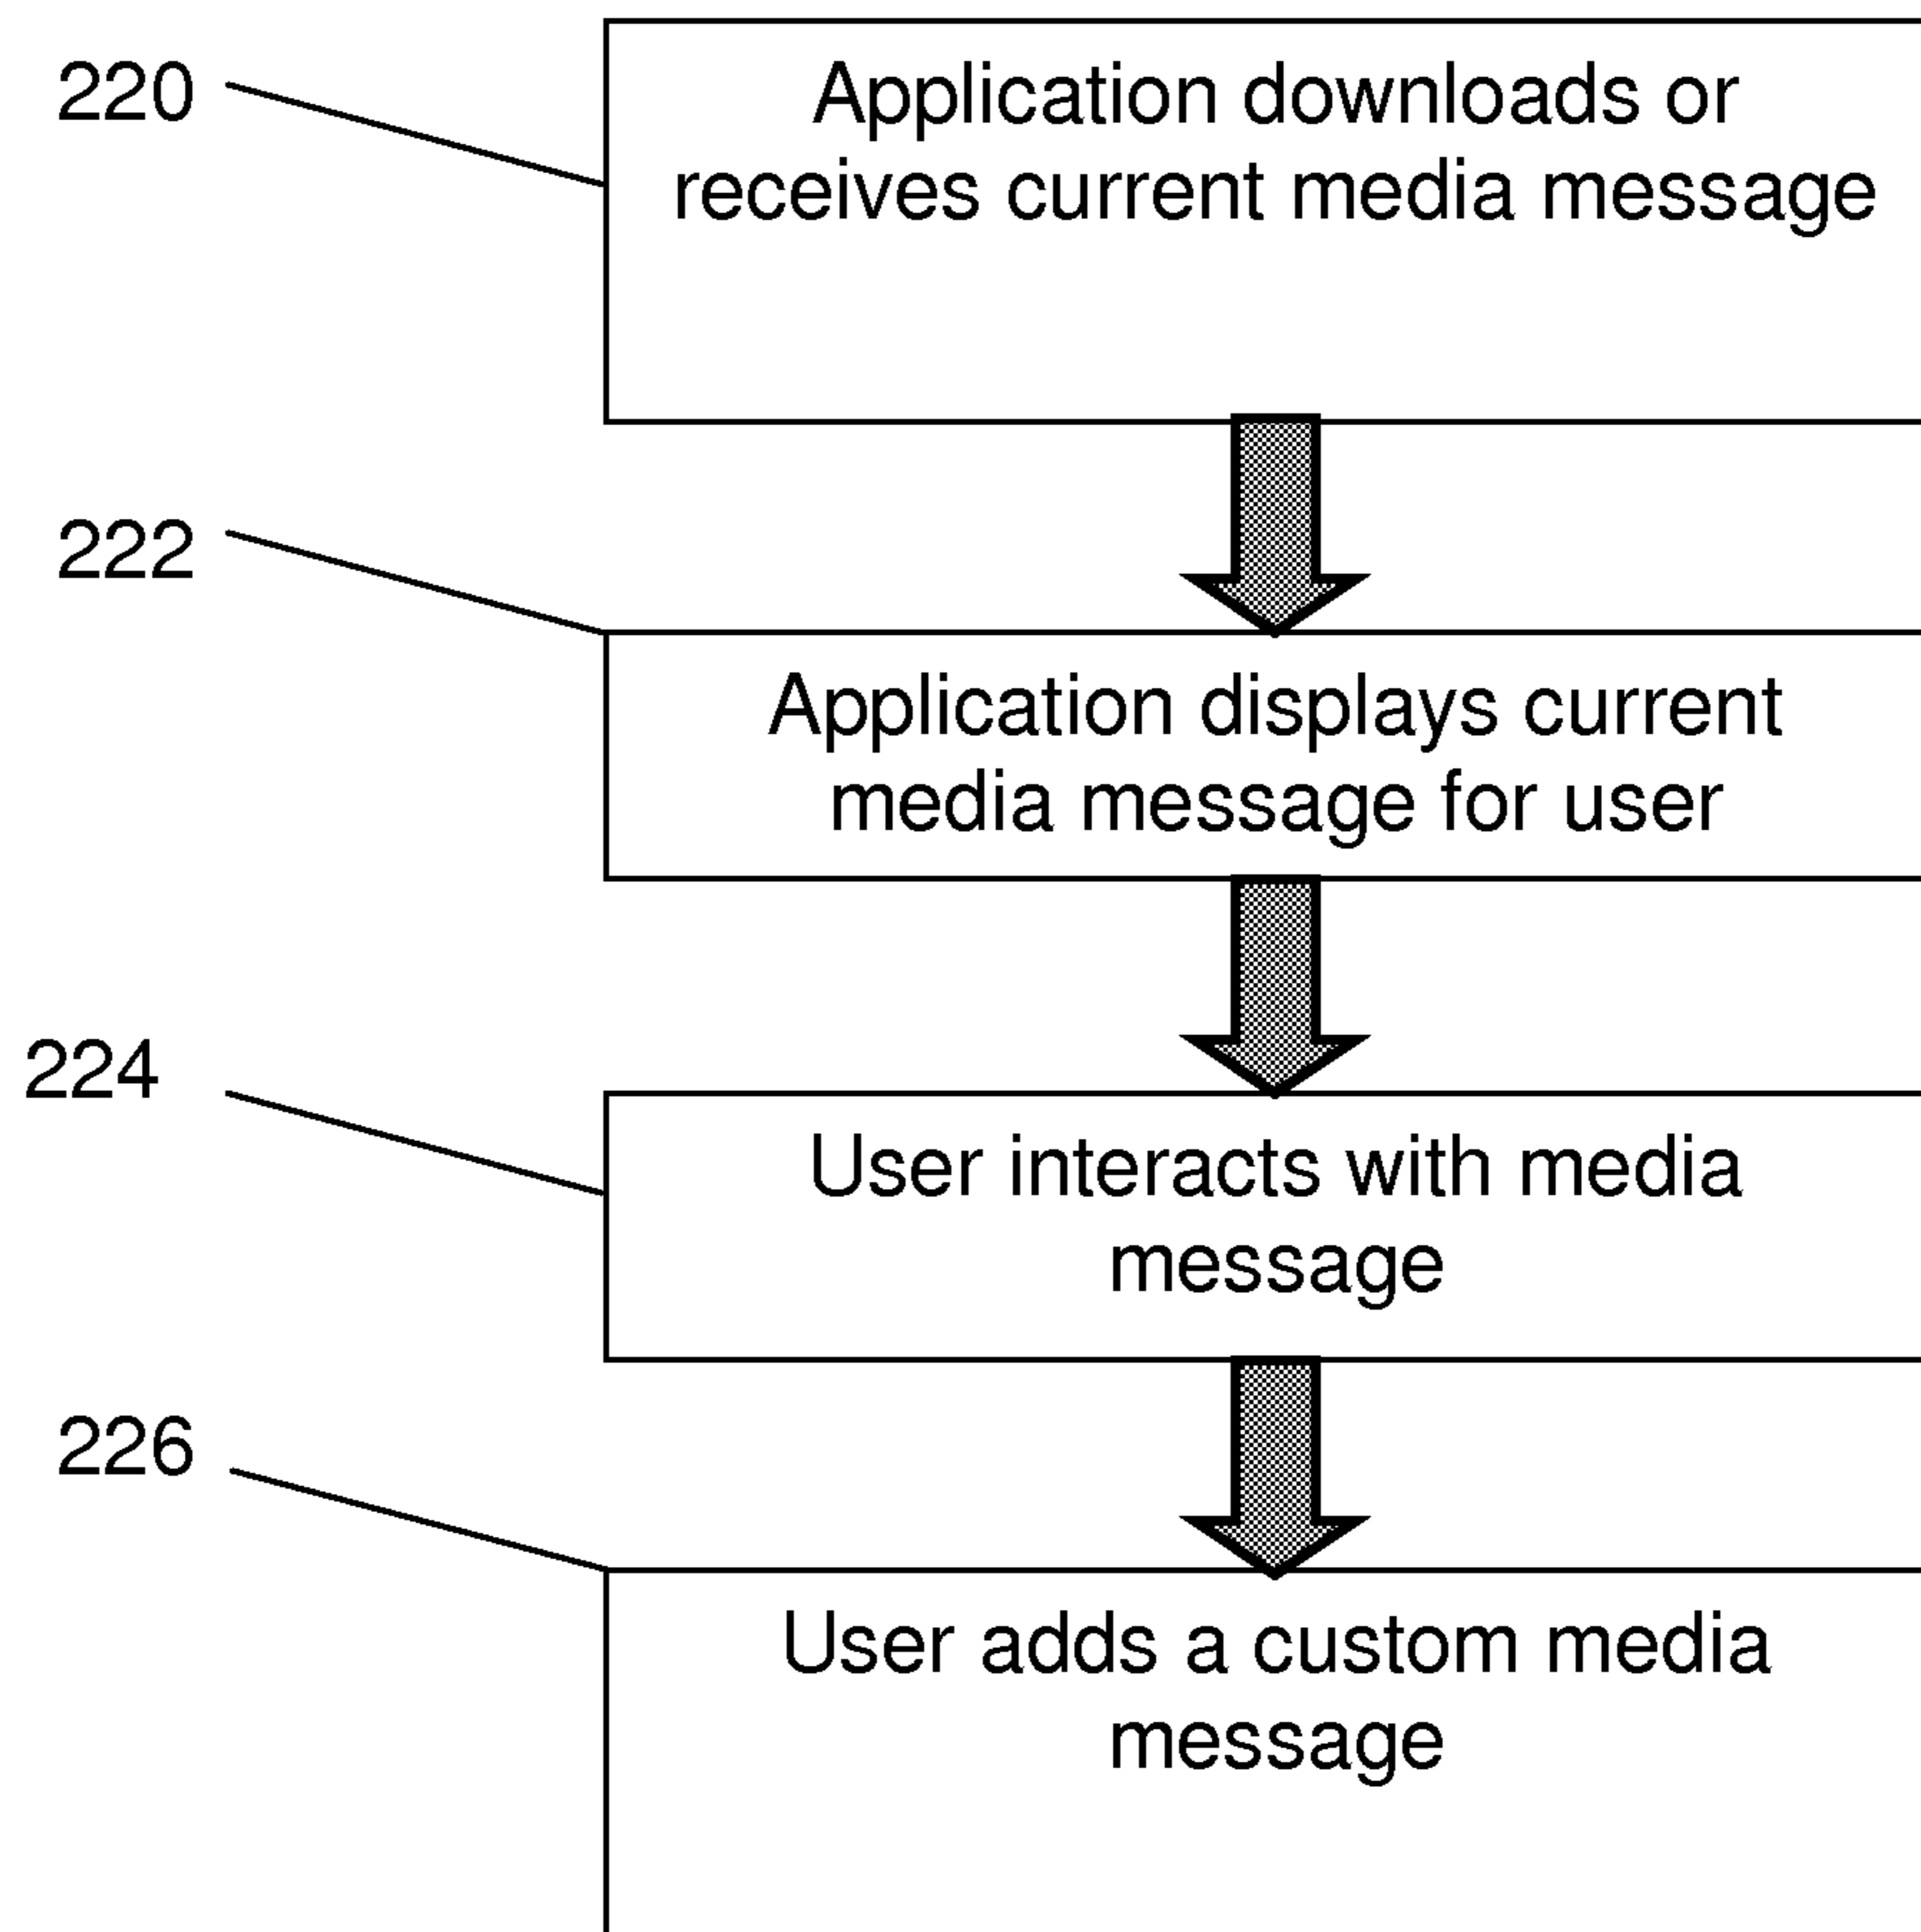 220
Application downloads or
receives current media message
222
Application displays current
media message for user
224
User interacts with media
message
226
User adds a custom media
message